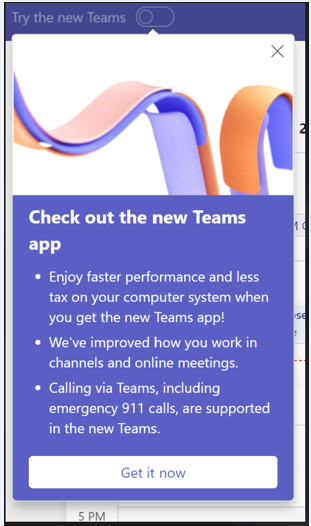 Try the new Teams
2
Check out the new Teams
app
• Enjoy faster performance and less
tax on your computer system when
you get the new Teams app!
• We've improved how you work in
channels and online meetings.
• Calling via Teams, including
emergency 911 calls, are supported
in the new Teams.
Get it now
5 PM